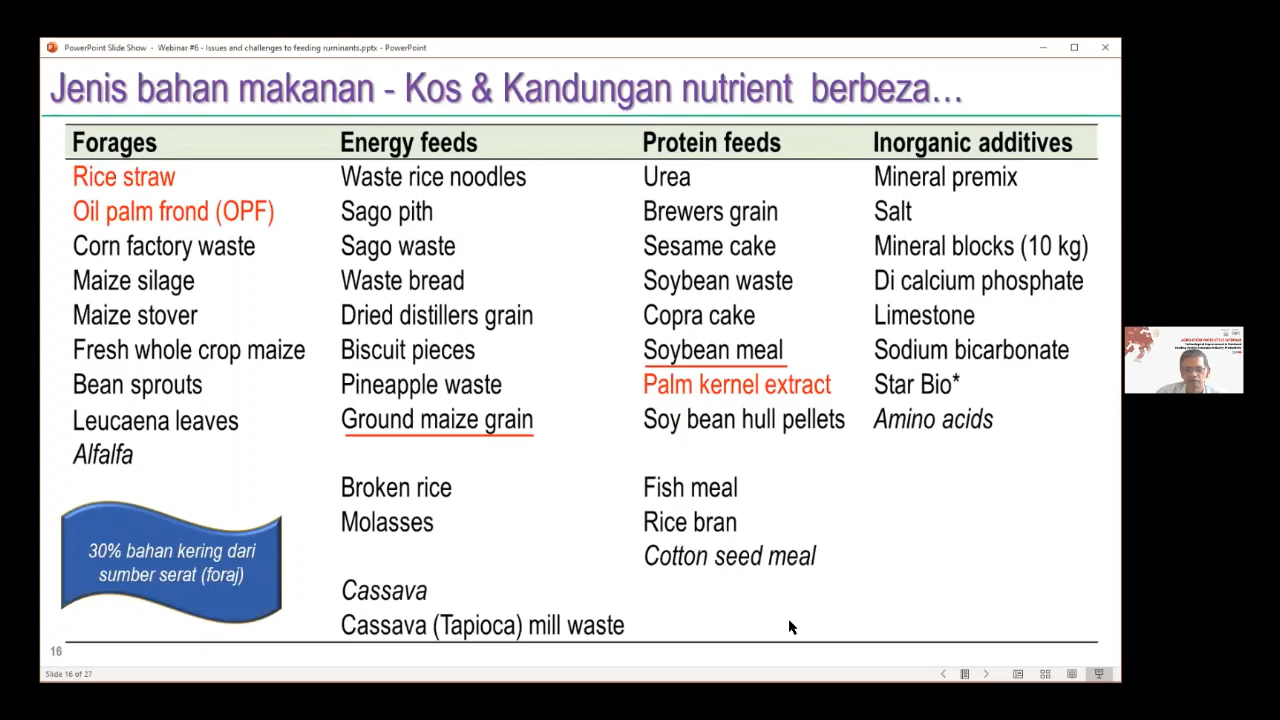 PowerPoint Slide Show - Webinar #6 - Issues and challenges to feeding ruminants.pptx - PowerPoint
Jenis bahan makanan - Kos & Kandungan nutrient berbeza…
Forages Energy feeds Protein feeds Inorganic additives
Rice straw Waste rice noodles Urea Mineral premix
Oil palm frond (OPF) Sago pith Brewers grain Salt
Corn factory waste Sago waste Sesame cake Mineral blocks (10 kg)
Maize silage Waste bread Soybean waste Di calcium phosphate
Maize stover Dried distillers grain Copra cake Limestone
Fresh whole crop maize Biscuit pieces Soybean meal Sodium bicarbonate
Bean sprouts Pineapple waste Palm kernel extract Star Bio*
Leucaena leaves Ground maize grain Soy bean hull pellets Amino acids
Alfalfa
Broken rice Fish meal
Molasses Rice bran
Cotton seed meal
30% bahan kering dari
sumber serat (foraj)
Cassava
Cassava (Tapioca) mill waste
16
Slide 16 of 27